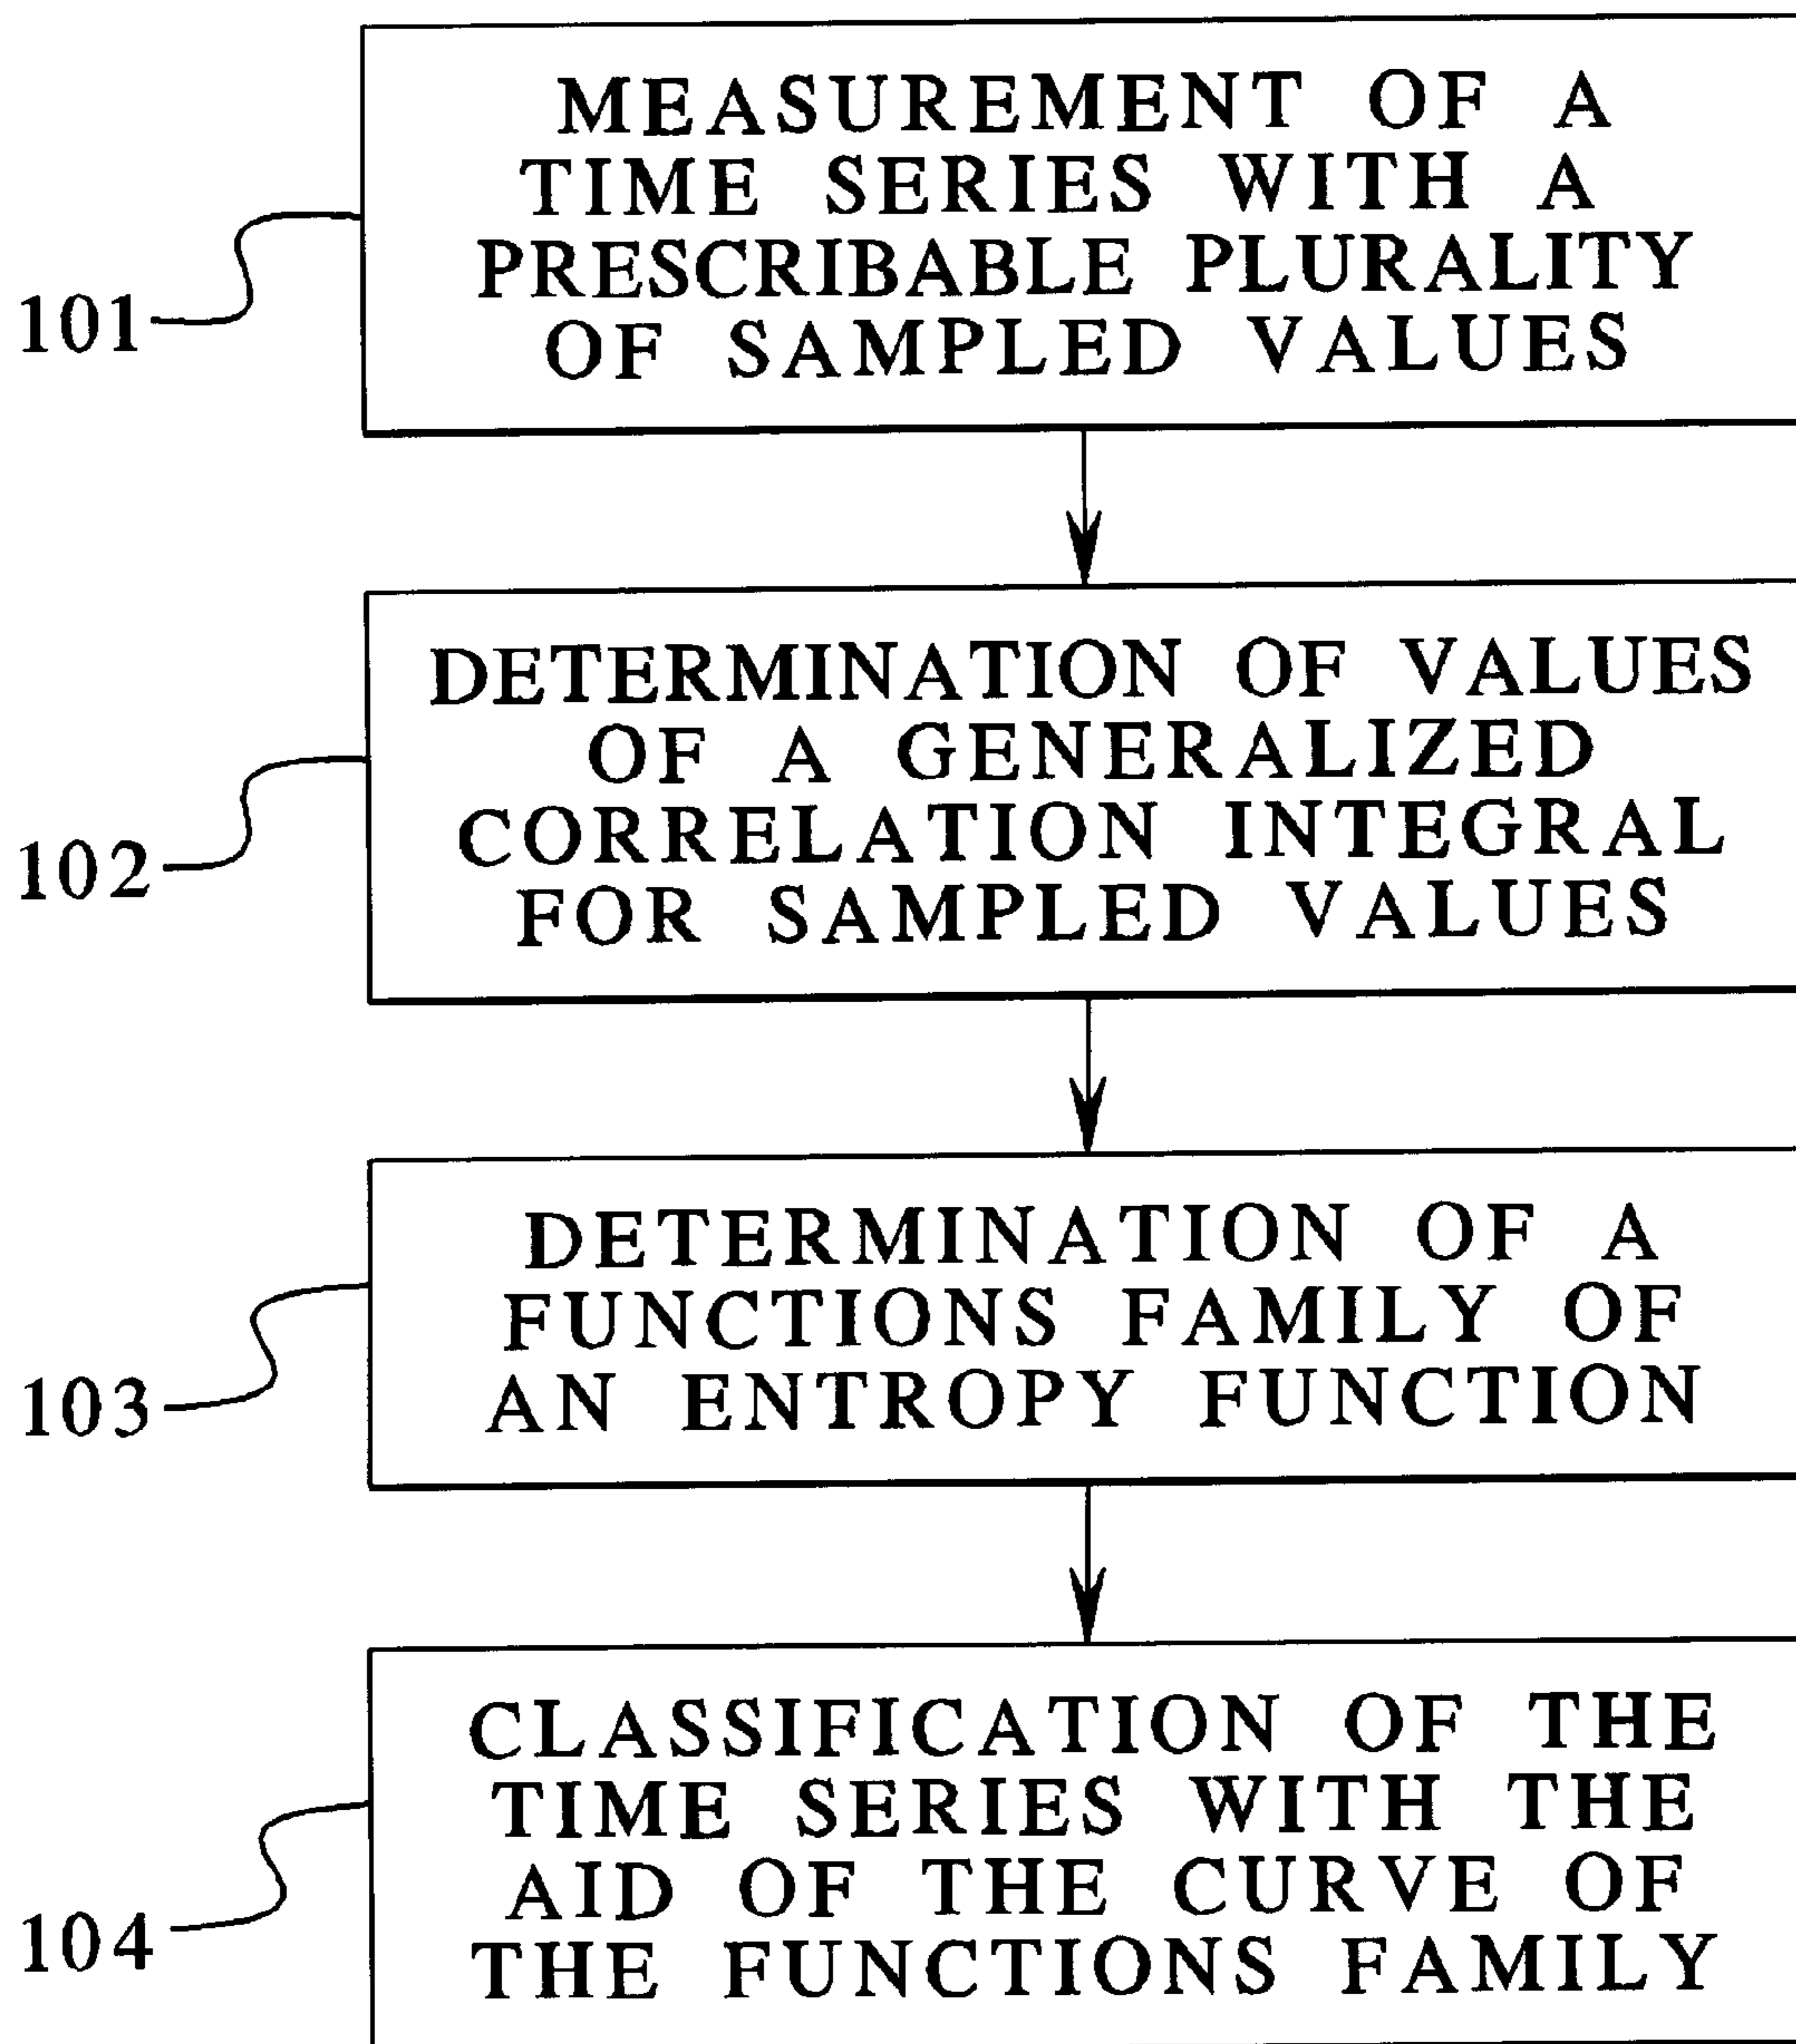 MEASUREMENT OF A
TIME SERIES WITH A
PRESCRIBABLE PLURALITY
OF SAMPLED VALUES
101
DETERMINATION OF VALUES
OF A GENERALIZED
CORRELATION INTEGRAL
FOR SAMPLED VALUES
102
DETERMINATION OF A
FUNCTIONS FAMILY OF
AN ENTROPY FUNCTION
103
CLASSIFICATION OF THE
TIME SERIES WITH THE
AID OF THE CURVE OF
THE FUNCTIONS FAMILY
104